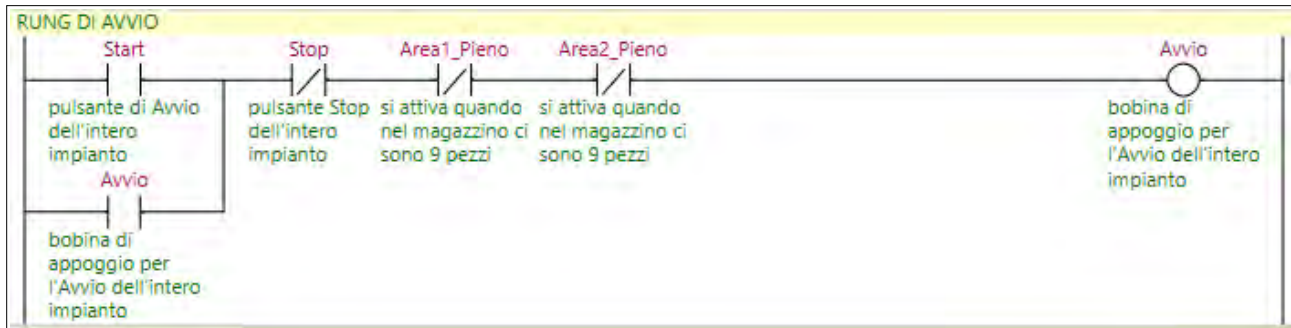 RUNG DI AVVIO
Start
Stop
Area1_Pieno
Area2_Pieno
Avvio
pulsante di Avvio
dell'intero
impianto
pulsante Stop
dell'intero
impianto
si attiva quando
nel magazzino ci
sono 9 pezzi
si attiva quando
nel magazzino ci
sono 9 pezzi
bobina di
appoggio per
l'Avvio dell'intero
impianto
Avvio
bobina di
appoggio per
l'Avvio dell'intero
impianto